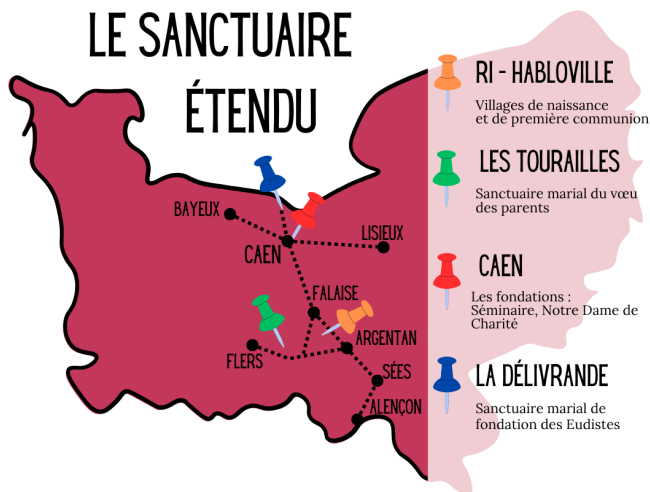 LE SANCTUAIRE
ÉTENDU
BAYEUX
CAEN
LISIEUX
FALAISE
ARGENTAN
FLERS
SÉES
ALENÇON
RI - HABLOVILLE
Villages de naissance
et de première communion
LES TOURAILLES
Sanctuaire marial du vœu
des parents
CAEN
Les fondations :
Séminaire, Notre Dame de
Charité
LA DÉLIVRANDE
Sanctuaire marial de
fondation des Eudistes